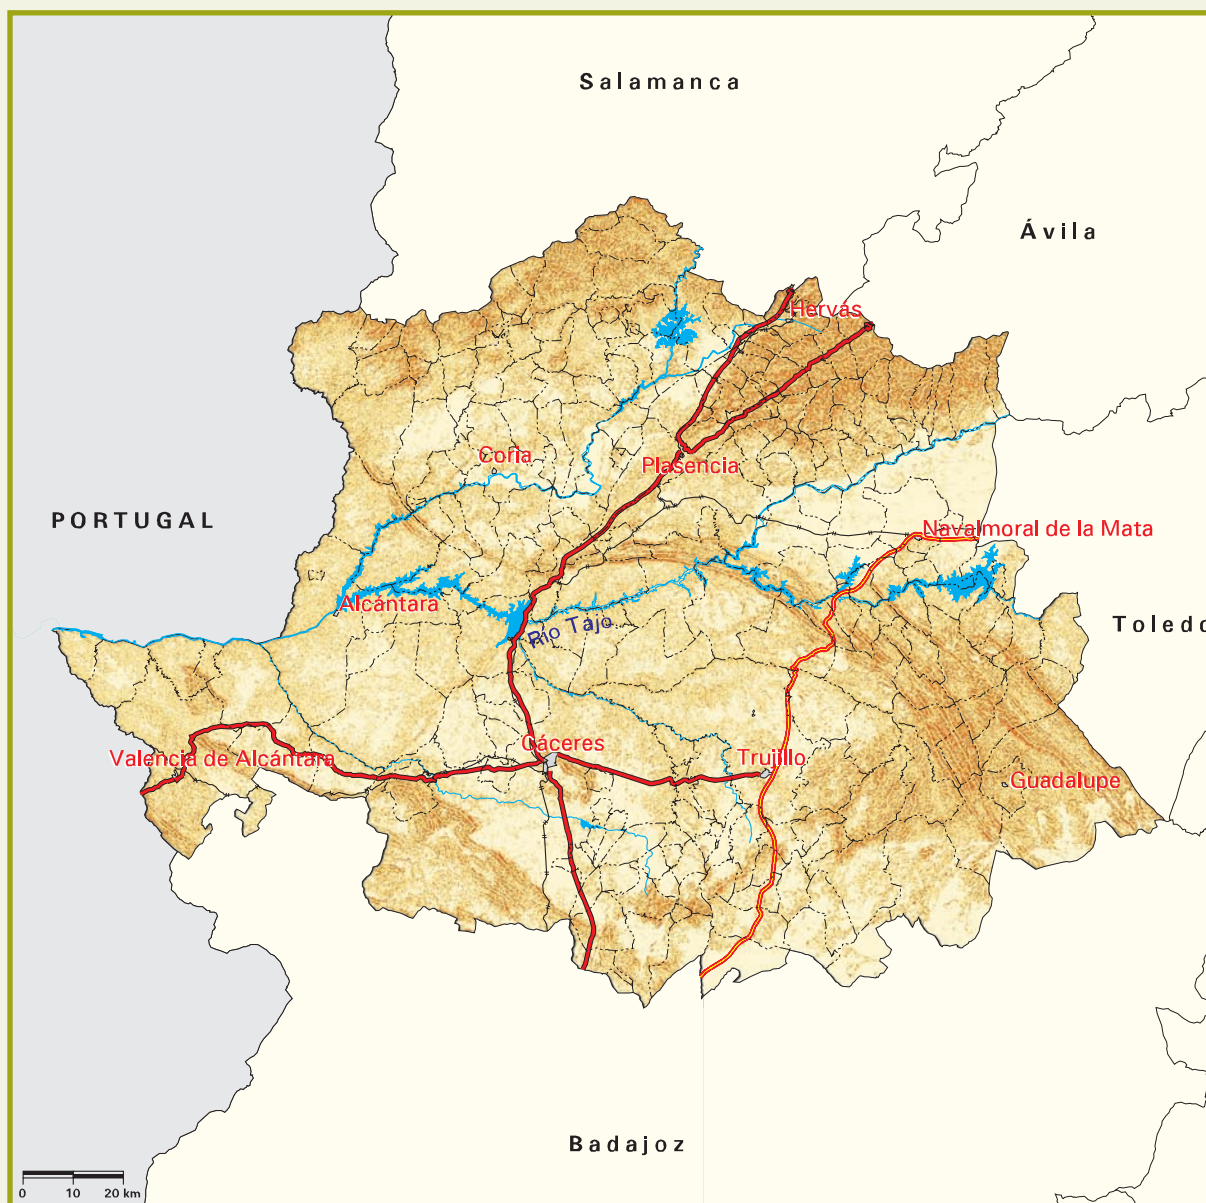 Salamanca
Ávila
Hervás
Coria
Plasencia
PORTUGAL
Navalmoral de la Mata
Alcántara
Río Tajo
Toledo
Cáceres
Valencia de Alcántara
Trujillo
Guadalupe
Badajoz
0 10 20 km